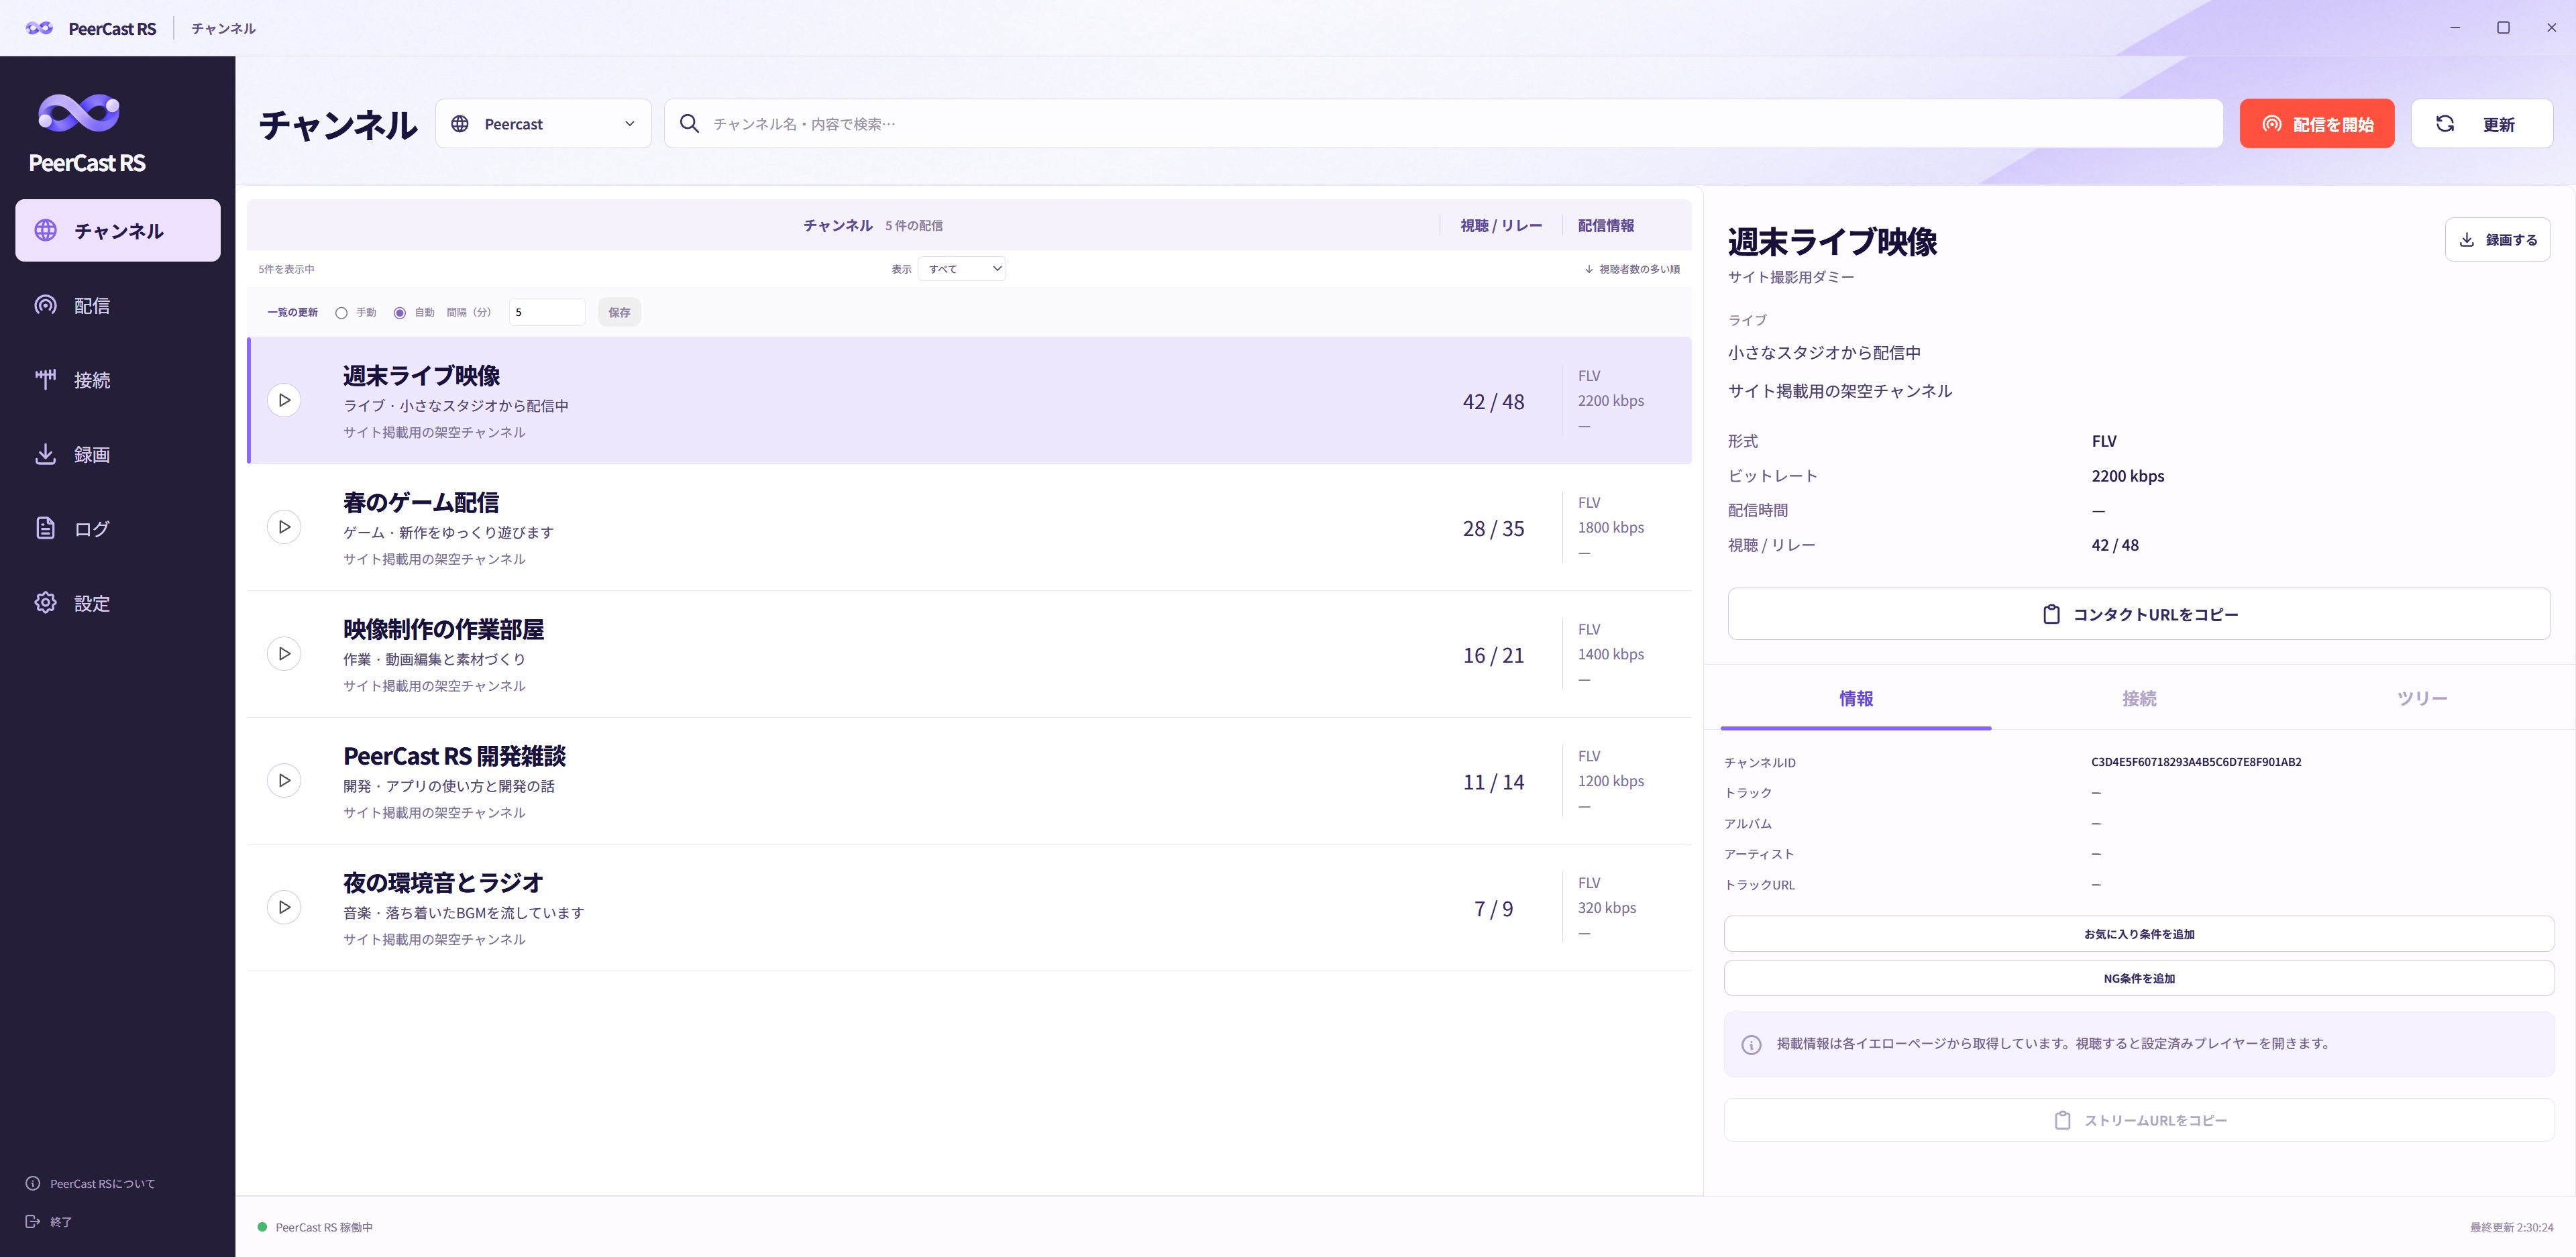 PeerCast RS
チャンネル
PeerCast RS
チャンネル
配信
接続
録画
ログ
設定
PeerCast RSについて
終了
チャンネル
Peercast
チャンネル名・内容で検索…
配信を開始
更新
チャンネル 5 件の配信
視聴 / リレー
配信情報
5件を表示中
表示 すべて
↓ 視聴者数の多い順
一覧の更新 手動 自動 間隔（分） 5 保存
週末ライブ映像
ライブ · 小さなスタジオから配信中
サイト掲載用の架空チャンネル
42 / 48
FLV
2200 kbps
—
春のゲーム配信
ゲーム · 新作をゆっくり遊びます
サイト掲載用の架空チャンネル
28 / 35
FLV
1800 kbps
—
映像制作の作業部屋
作業 · 動画編集と素材づくり
サイト掲載用の架空チャンネル
16 / 21
FLV
1400 kbps
—
PeerCast RS 開発雑談
開発 · アプリの使い方と開発の話
サイト掲載用の架空チャンネル
11 / 14
FLV
1200 kbps
—
夜の環境音とラジオ
音楽 · 落ち着いたBGMを流しています
サイト掲載用の架空チャンネル
7 / 9
FLV
320 kbps
—
週末ライブ映像
録画する
サイト撮影用ダミー
ライブ
小さなスタジオから配信中
サイト掲載用の架空チャンネル
形式 FLV
ビットレート 2200 kbps
配信時間 —
視聴 / リレー 42 / 48
コンタクトURLをコピー
情報 接続 ツリー
チャンネルID C3D4E5F60718293A4B5C6D7E8F901AB2
トラック —
アルバム —
アーティスト —
トラックURL —
お気に入り条件を追加
NG条件を追加
掲載情報は各イエローページから取得しています。視聴すると設定済みプレイヤーを開きます。
ストリームURLをコピー
PeerCast RS 稼働中
最終更新 2:30:24